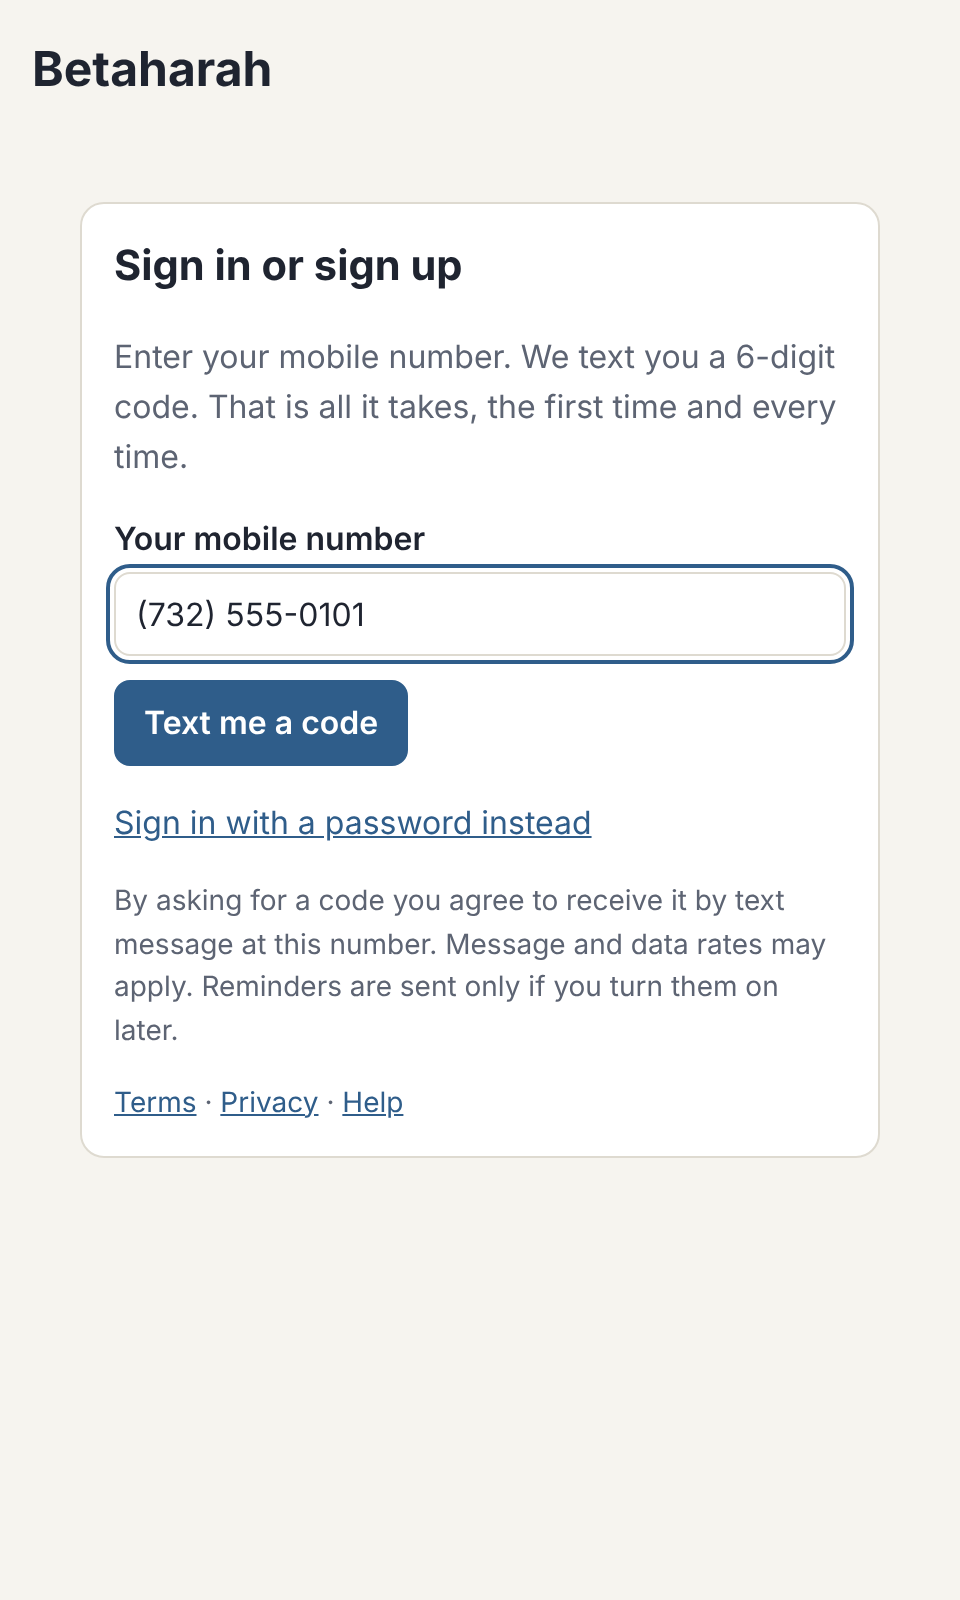 Betaharah
Sign in or sign up
Enter your mobile number. We text you a 6-digit
code. That is all it takes, the first time and every
time.
Your mobile number
(732) 555-0101
Text me a code
Sign in with a password instead
By asking for a code you agree to receive it by text
message at this number. Message and data rates may
apply. Reminders are sent only if you turn them on
later.
Terms · Privacy · Help